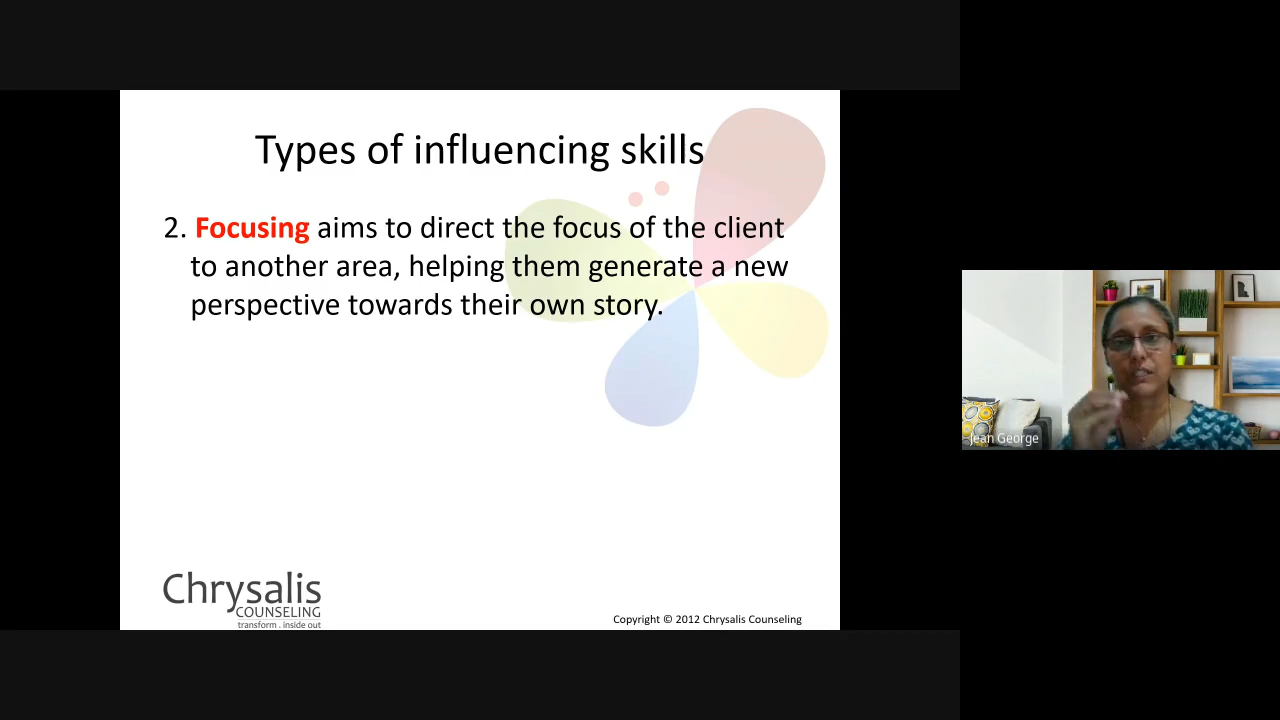 Types of influencing skills
2. Focusing aims to direct the focus of the client
to another area, helping them generate a new
perspective towards their own story.
Jean George
Chrysalis
COUNSELING
transform . inside out
Copyright © 2012 Chrysalis Counseling